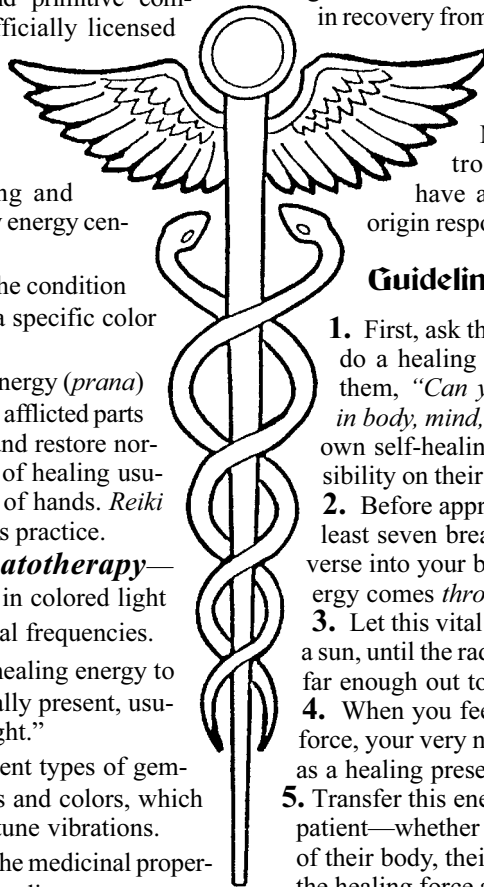 and primitive com-
fficially licensed
ng and
energy cen-
he condition
a specific color
nergy (prana)
afflicted parts
and restore nor-
of healing usu-
of hands. Reiki
s practice.
atotherapy—
in colored light
al frequencies.
healing energy to
ally present, usu-
ght.”
ent types of gem-
s and colors, which
tune vibrations.
he medicinal proper-
in recovery from
tro
have a
origin respo
Guidelin
1. First, ask th
do a healing
them, “Can y
in body, mind,
own self-healin
sibility on their
2. Before appr
least seven brea
verse into your b
ergy comes thro
3. Let this vital
a sun, until the rad
far enough out to
4. When you fee
force, your very n
as a healing prese
5. Transfer this ene
patient—whether
of their body, thei
the healing force